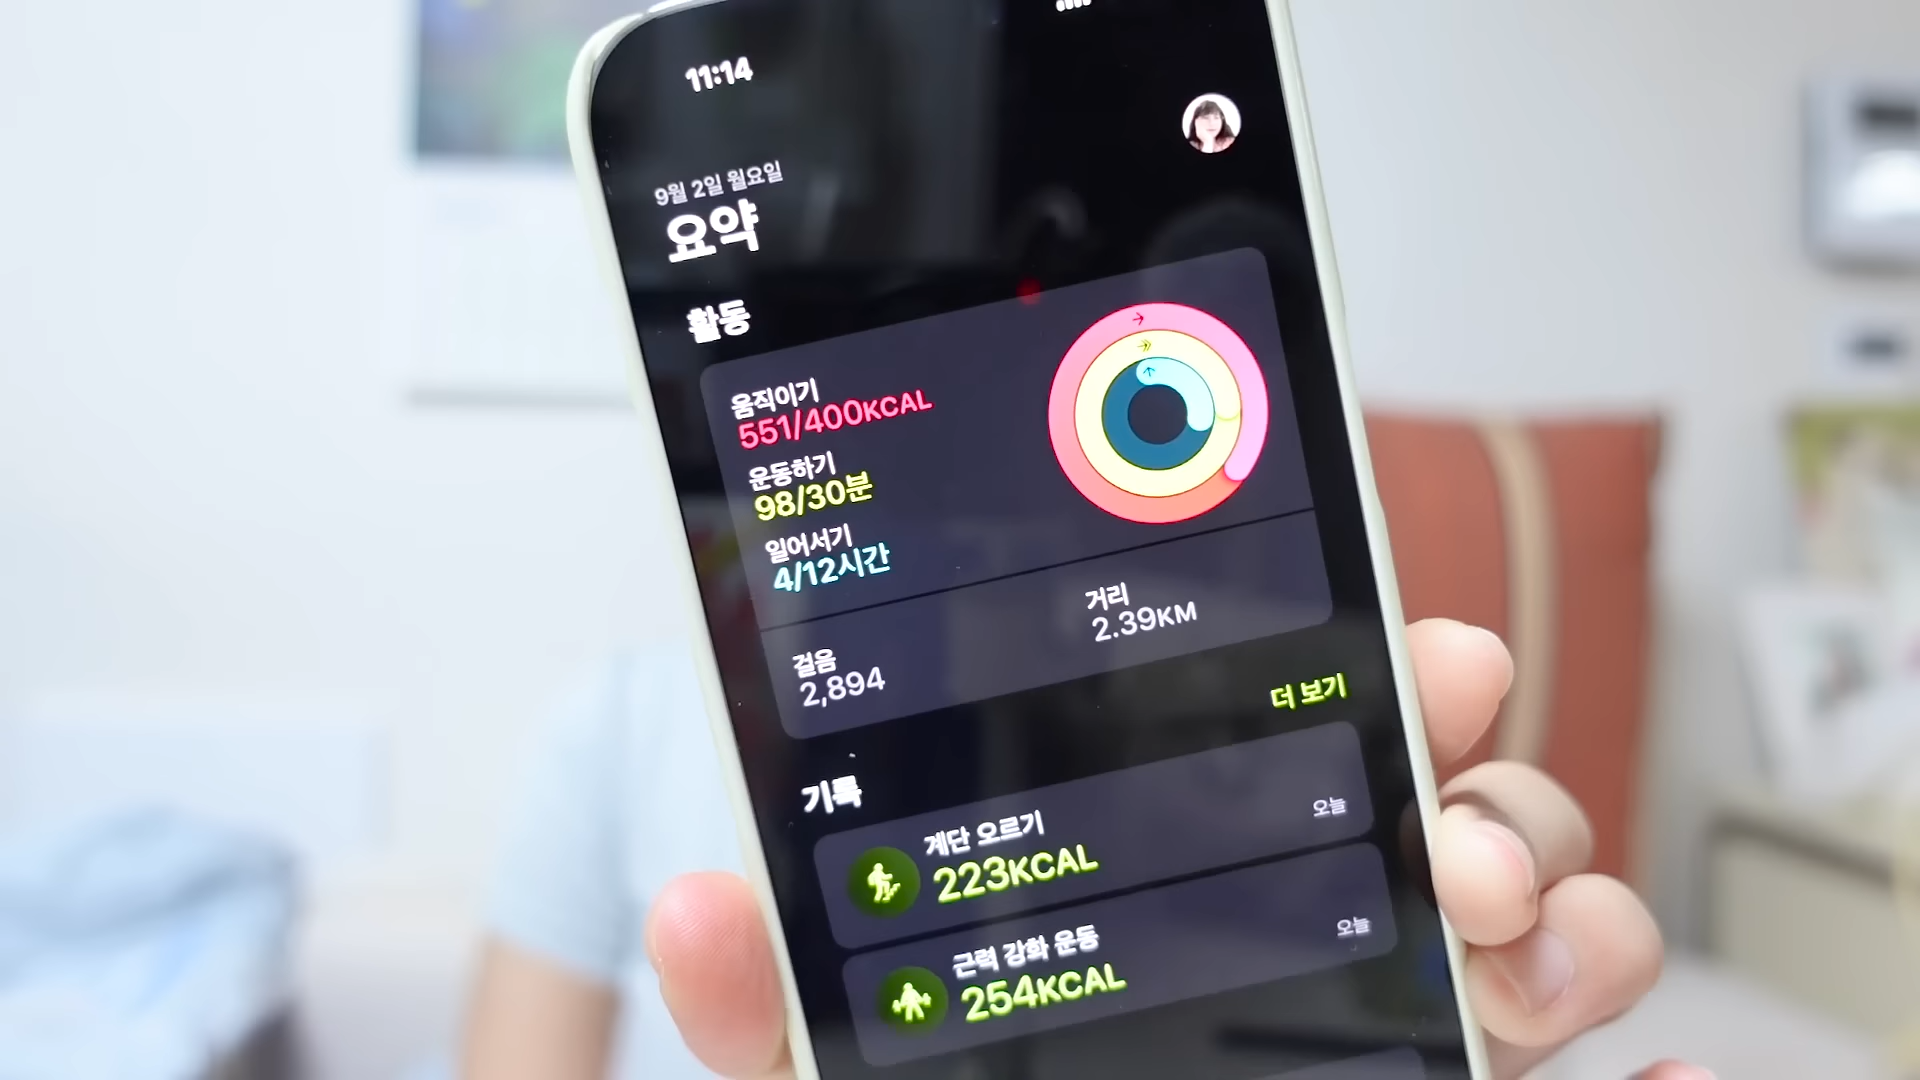 11:14
9월 2일 월요일
요약
활동
움직이기
551/400KCAL
운동하기
98/30분
일어서기
4/12시간
걸음
2,894
거리
2.39KM
더 보기
기록
계단 오르기
223KCAL
오늘
근력 강화 운동
254KCAL
오늘